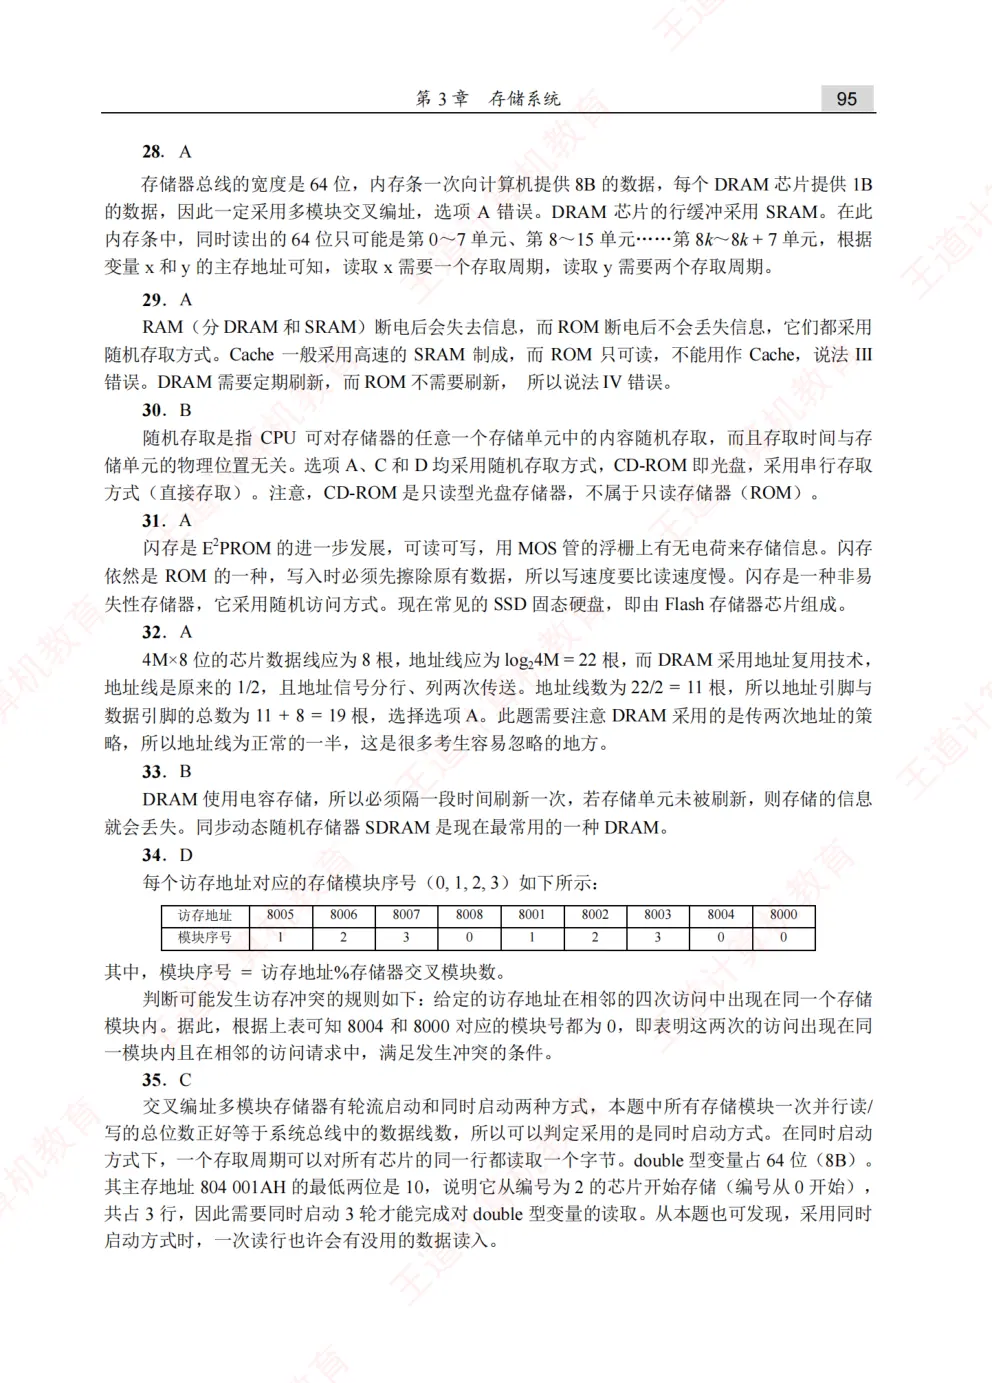 第 3 章 存储系统
95
28. A
存储器总线的宽度是 64 位，内存条一次向计算机提供 8B 的数据，每个 DRAM 芯片提供 1B
的数据，因此一定采用多模块交叉编址，选项 A 错误。DRAM 芯片的行缓冲采用 SRAM。在此
内存条中，同时读出的 64 位只可能是第 0～7 单元、第 8～15 单元……第 8k～8k + 7 单元，根据
变量 x 和 y 的主存地址可知，读取 x 需要一个存取周期，读取 y 需要两个存取周期。
29. A
RAM（分 DRAM 和 SRAM）断电后会失去信息，而 ROM 断电后不会丢失信息，它们都采用
随机存取方式。Cache 一般采用高速的 SRAM 制成，而 ROM 只可读，不能用作 Cache，说法 III
错误。DRAM 需要定期刷新，而 ROM 不需要刷新， 所以说法 IV 错误。
30. B
随机存取是指 CPU 可对存储器的任意一个存储单元中的内容随机存取，而且存取时间与存
储单元的物理位置无关。选项 A、C 和 D 均采用随机存取方式，CD-ROM 即光盘，采用串行存取
方式（直接存取）。注意，CD-ROM 是只读型光盘存储器，不属于只读存储器（ROM）。
31. A
闪存是 E²PROM 的进一步发展，可读可写，用 MOS 管的浮栅上有无电荷来存储信息。闪存
依然是 ROM 的一种，写入时必须先擦除原有数据，所以写速度要比读速度慢。闪存是一种非易
失性存储器，它采用随机访问方式。现在常见的 SSD 固态硬盘，即由 Flash 存储器芯片组成。
32. A
4M×8 位的芯片数据线应为 8 根，地址线应为 log₂4M = 22 根，而 DRAM 采用地址复用技术，
地址线是原来的 1/2，且地址信号分行、列两次传送。地址线数为 22/2 = 11 根，所以地址引脚与
数据引脚的总数为 11 + 8 = 19 根，选择选项 A。此题需要注意 DRAM 采用的是传两次地址的策
略，所以地址线为正常的一半，这是很多考生容易忽略的地方。
33. B
DRAM 使用电容存储，所以必须隔一段时间刷新一次，若存储单元未被刷新，则存储的信息
就会丢失。同步动态随机存储器 SDRAM 是现在最常用的一种 DRAM。
34. D
每个访存地址对应的存储模块序号（0, 1, 2, 3）如下所示：
访存地址 8005 8006 8007 8008 8001 8002 8003 8004 8000
模块序号 1 2 3 0 1 2 3 0 0
其中，模块序号 = 访存地址%存储器交叉模块数。
判断可能发生访存冲突的规则如下：给定的访存地址在相邻的四次访问中出现在同一个存储
模块内。据此，根据上表可知 8004 和 8000 对应的模块号都为 0，即表明这两次的访问出现在同
一模块内且在相邻的访问请求中，满足发生冲突的条件。
35. C
交叉编址多模块存储器有轮流启动和同时启动两种方式，本题中所有存储模块一次并行读/
写的总位数正好等于系统总线中的数据线数，所以可以判定采用的是同时启动方式。在同时启动
方式下，一个存取周期可以对所有芯片的同一行都读取一个字节。double 型变量占 64 位（8B）。
其主存地址 804 001AH 的最低两位是 10，说明它从编号为 2 的芯片开始存储（编号从 0 开始），
共占 3 行，因此需要同时启动 3 轮才能完成对 double 型变量的读取。从本题也可发现，采用同时
启动方式时，一次读行也许会有没用的数据读入。